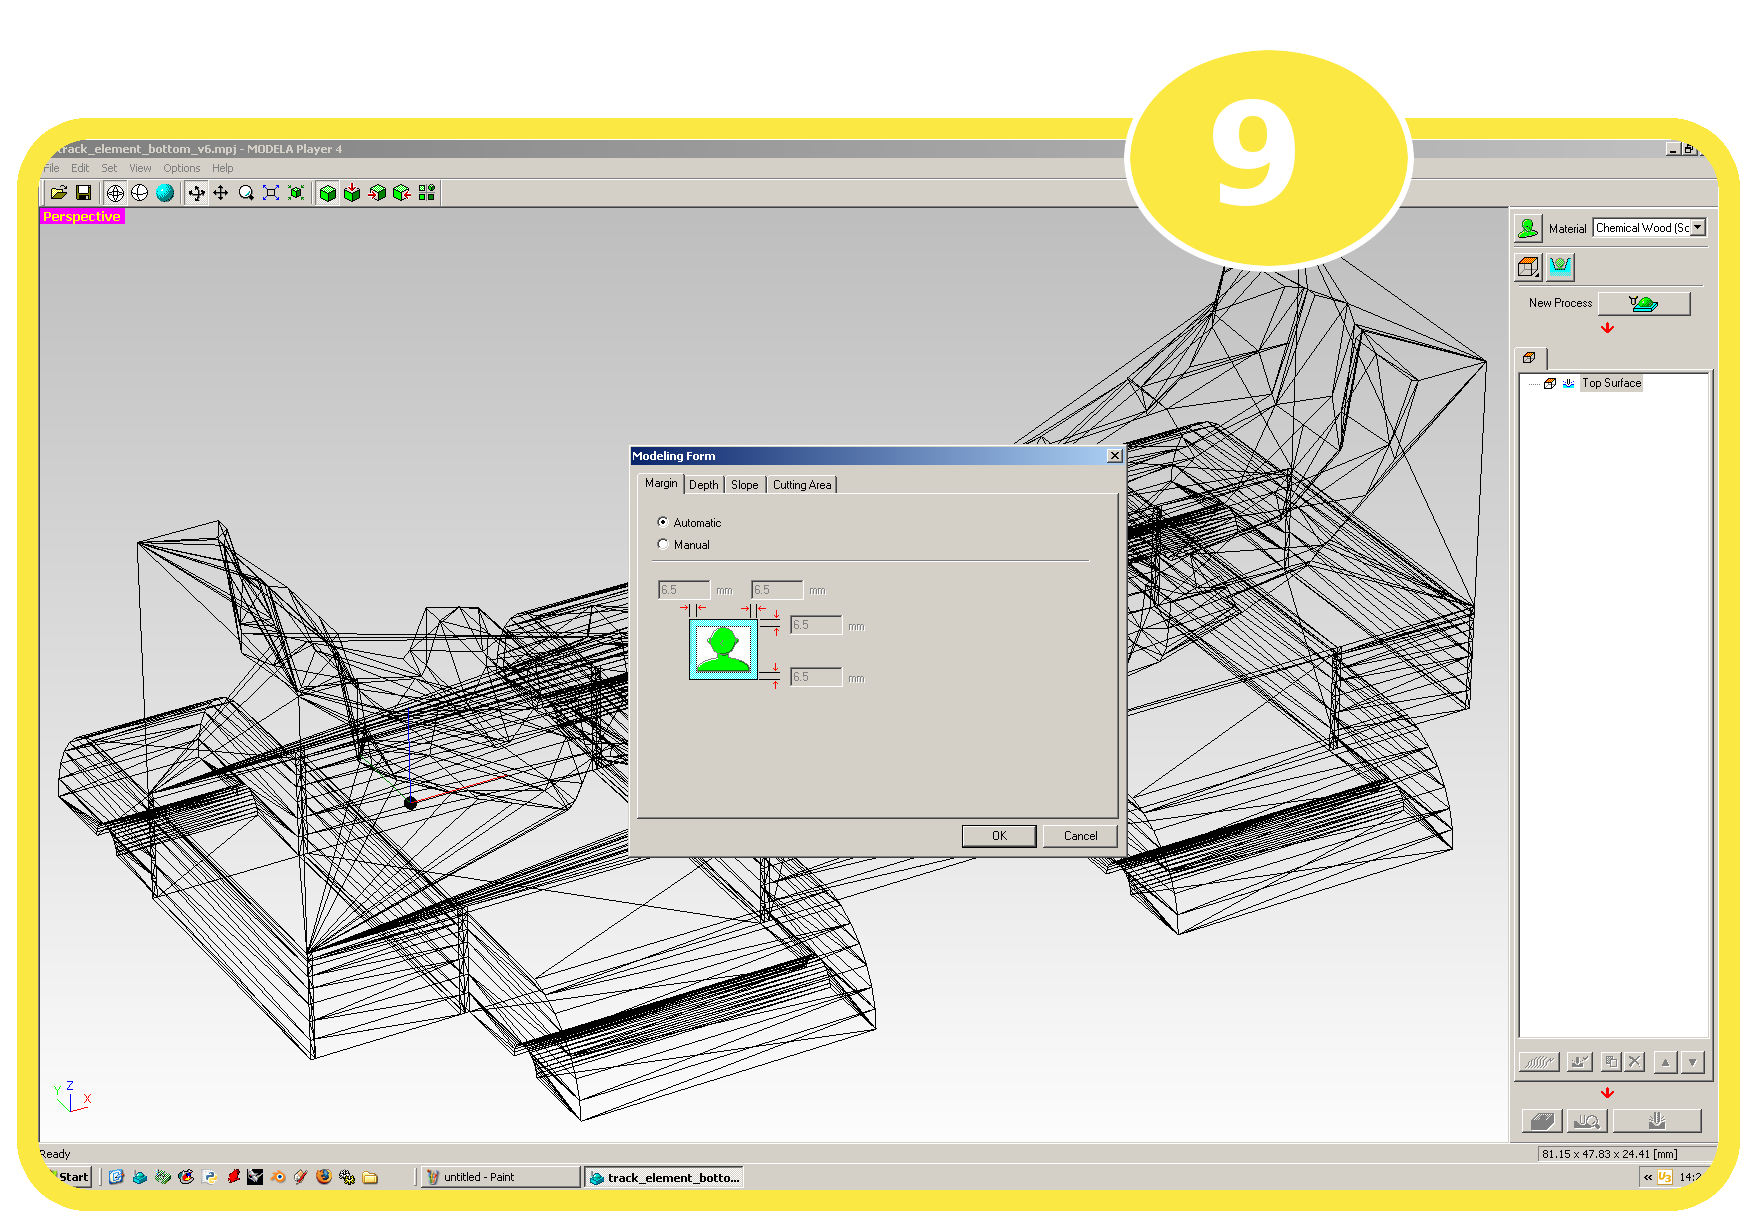 9
track_element_bottom_v6.mpj - MODELA Player 4
File Edit Set View Options Help
Perspective
Material Chemical Wood (Sc
New Process
Top Surface
Modeling Form
Margin Depth Slope Cutting Area
Automatic
Manual
6.5 mm 6.5 mm
6.5 mm
6.5 mm
OK Cancel
Z
Y
X
Ready
81.15 x 47.83 x 24.41 [mm]
Start untitled - Paint track_element_botto... «